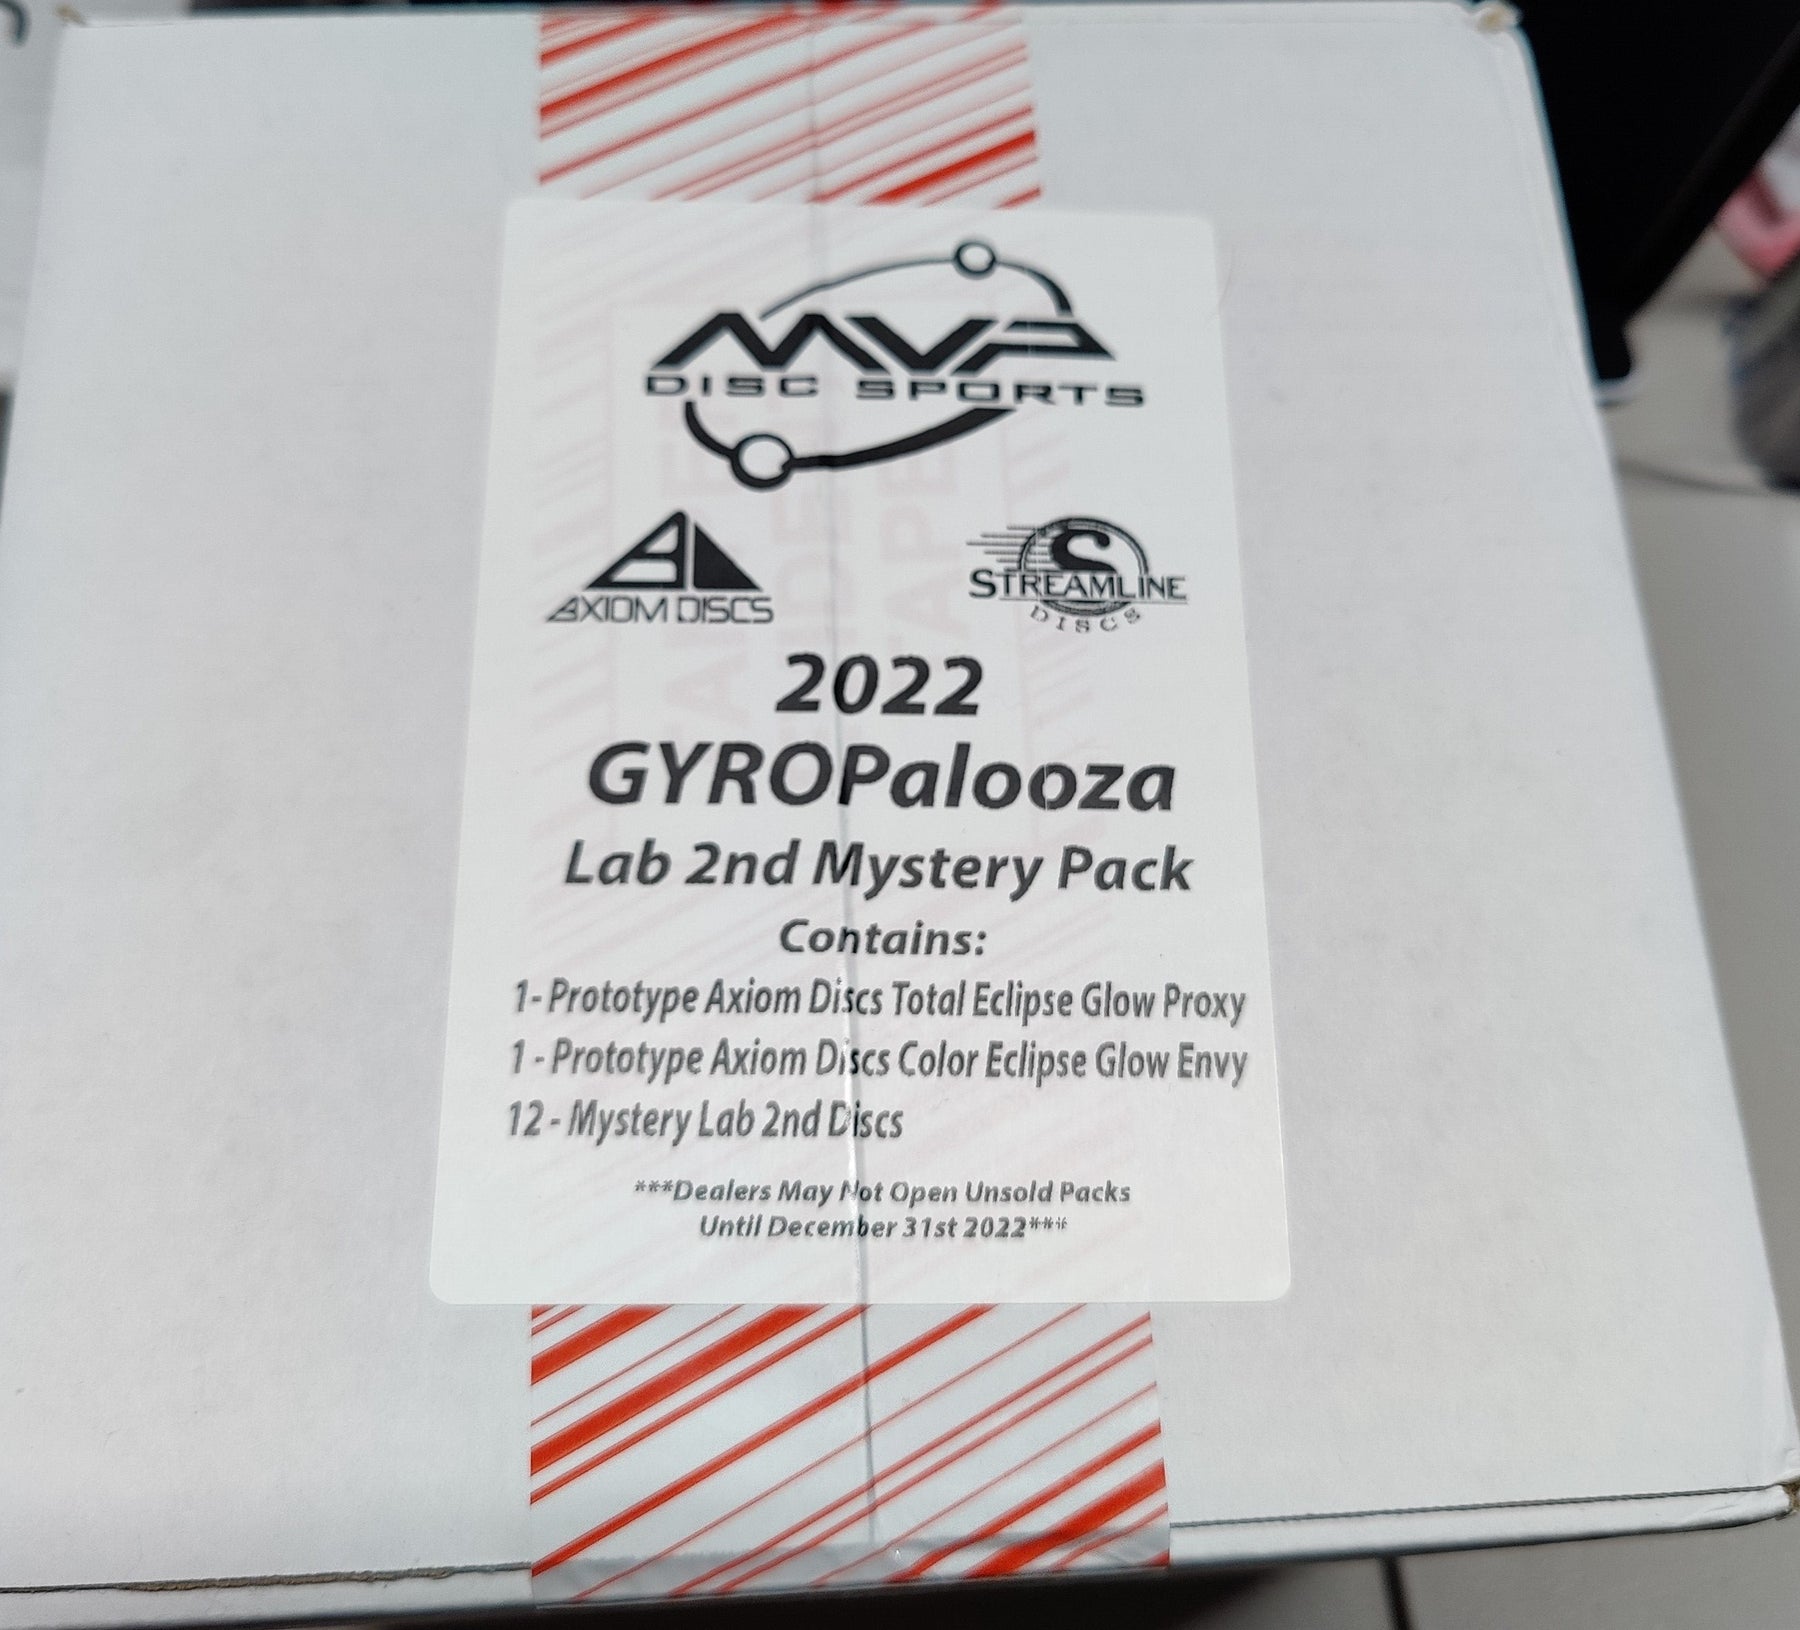 MVP
DISC SPORTS
AXIOM DISCS
S
STREAMLINE
DISCS
2022
GYROPalooza
Lab 2nd Mystery Pack
Contains:
1- Prototype Axiom Discs Total Eclipse Glow Proxy
1 - Prototype Axiom Discs Color Eclipse Glow Envy
12 - Mystery Lab 2nd Discs
***Dealers May Not Open Unsold Packs
Until December 31st 2022***